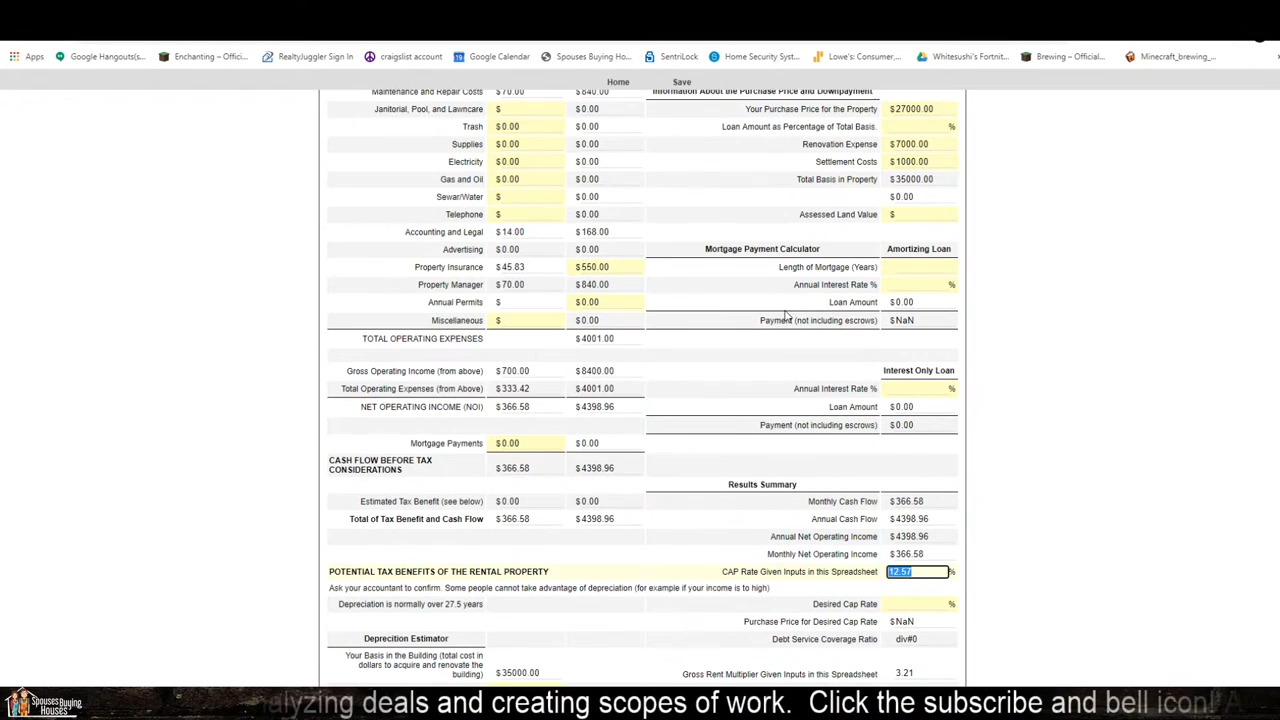 Apps Google Hangouts(s... Enchanting – Offici... RealtyJuggler Sign In craigslist account 19 Google Calendar Spouses Buying Ho... SentriLock Home Security Syst... Lowe's: Consumer,... Whitesushi's Fortnit... Brewing – Official... Minecraft_brewing_...
Home Save
Maintenance and Repair Costs $70.00 $840.00 Information About the Purchase Price and Downpayment
Janitorial, Pool, and Lawncare $ $0.00 Your Purchase Price for the Property $27000.00
Trash $0.00 $0.00 Loan Amount as Percentage of Total Basis. %
Supplies $0.00 $0.00 Renovation Expense $7000.00
Electricity $0.00 $0.00 Settlement Costs $1000.00
Gas and Oil $0.00 $0.00 Total Basis in Property $35000.00
Sewar/Water $ $0.00 $0.00
Telephone $ $0.00 Assessed Land Value $
Accounting and Legal $14.00 $168.00
Advertising $0.00 $0.00 Mortgage Payment Calculator Amortizing Loan
Property Insurance $45.83 $550.00 Length of Mortgage (Years)
Property Manager $70.00 $840.00 Annual Interest Rate % %
Annual Permits $ $0.00 Loan Amount $0.00
Miscellaneous $ $0.00 Payment (not including escrows) $NaN
TOTAL OPERATING EXPENSES $4001.00
Gross Operating Income (from above) $700.00 $8400.00 Interest Only Loan
Total Operating Expenses (from Above) $333.42 $4001.00 Annual Interest Rate % %
NET OPERATING INCOME (NOI) $366.58 $4398.96 Loan Amount $0.00
Payment (not including escrows) $0.00
Mortgage Payments $0.00 $0.00
CASH FLOW BEFORE TAX
CONSIDERATIONS $366.58 $4398.96
Results Summary
Estimated Tax Benefit (see below) $0.00 $0.00 Monthly Cash Flow $366.58
Total of Tax Benefit and Cash Flow $366.58 $4398.96 Annual Cash Flow $4398.96
Annual Net Operating Income $4398.96
Monthly Net Operating Income $366.58
POTENTIAL TAX BENEFITS OF THE RENTAL PROPERTY CAP Rate Given Inputs in this Spreadsheet 12.57 %
Ask your accountant to confirm. Some people cannot take advantage of depreciation (for example if your income is to high)
Depreciation is normally over 27.5 years Desired Cap Rate %
Purchase Price for Desired Cap Rate $NaN
Deprecition Estimator Debt Service Coverage Ratio div#0
Your Basis in the Building (total cost in
dollars to acquire and renovate the
building) $35000.00 Gross Rent Multiplier Given Inputs in this Spreadsheet 3.21
SPOUSES BUYING HOUSES alyzing deals and creating scopes of work. Click the subscribe and bell icon! A